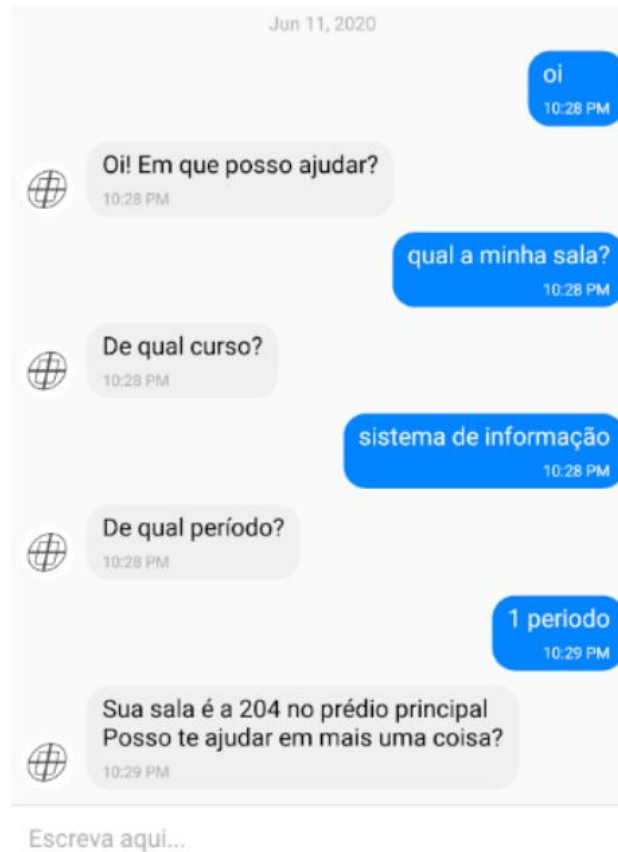 Jun 11, 2020
oi
10:28 PM
Oi! Em que posso ajudar?
10:28 PM
qual a minha sala?
10:28 PM
De qual curso?
10:28 PM
sistema de informação
10:28 PM
De qual período?
10:28 PM
1 periodo
10:29 PM
Sua sala é a 204 no prédio principal
Posso te ajudar em mais uma coisa?
10:29 PM
Escreva aqui...